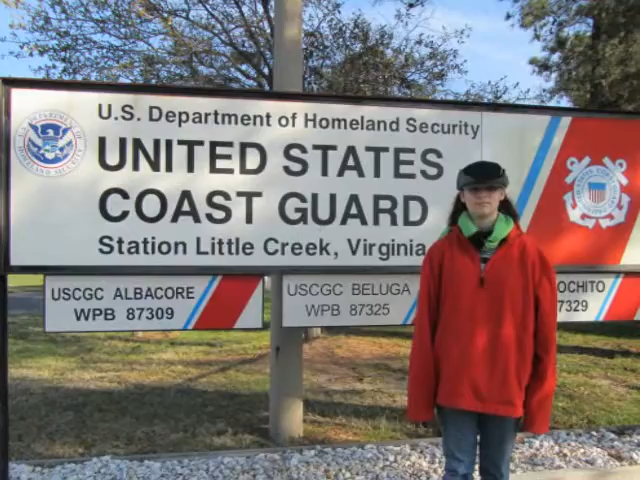 U.S. Department of Homeland Security
UNITED STATES
COAST GUARD
Station Little Creek, Virginia
USCGC ALBACORE
WPB 87309
USCGC BELUGA
WPB 87325
OCHITO
7329